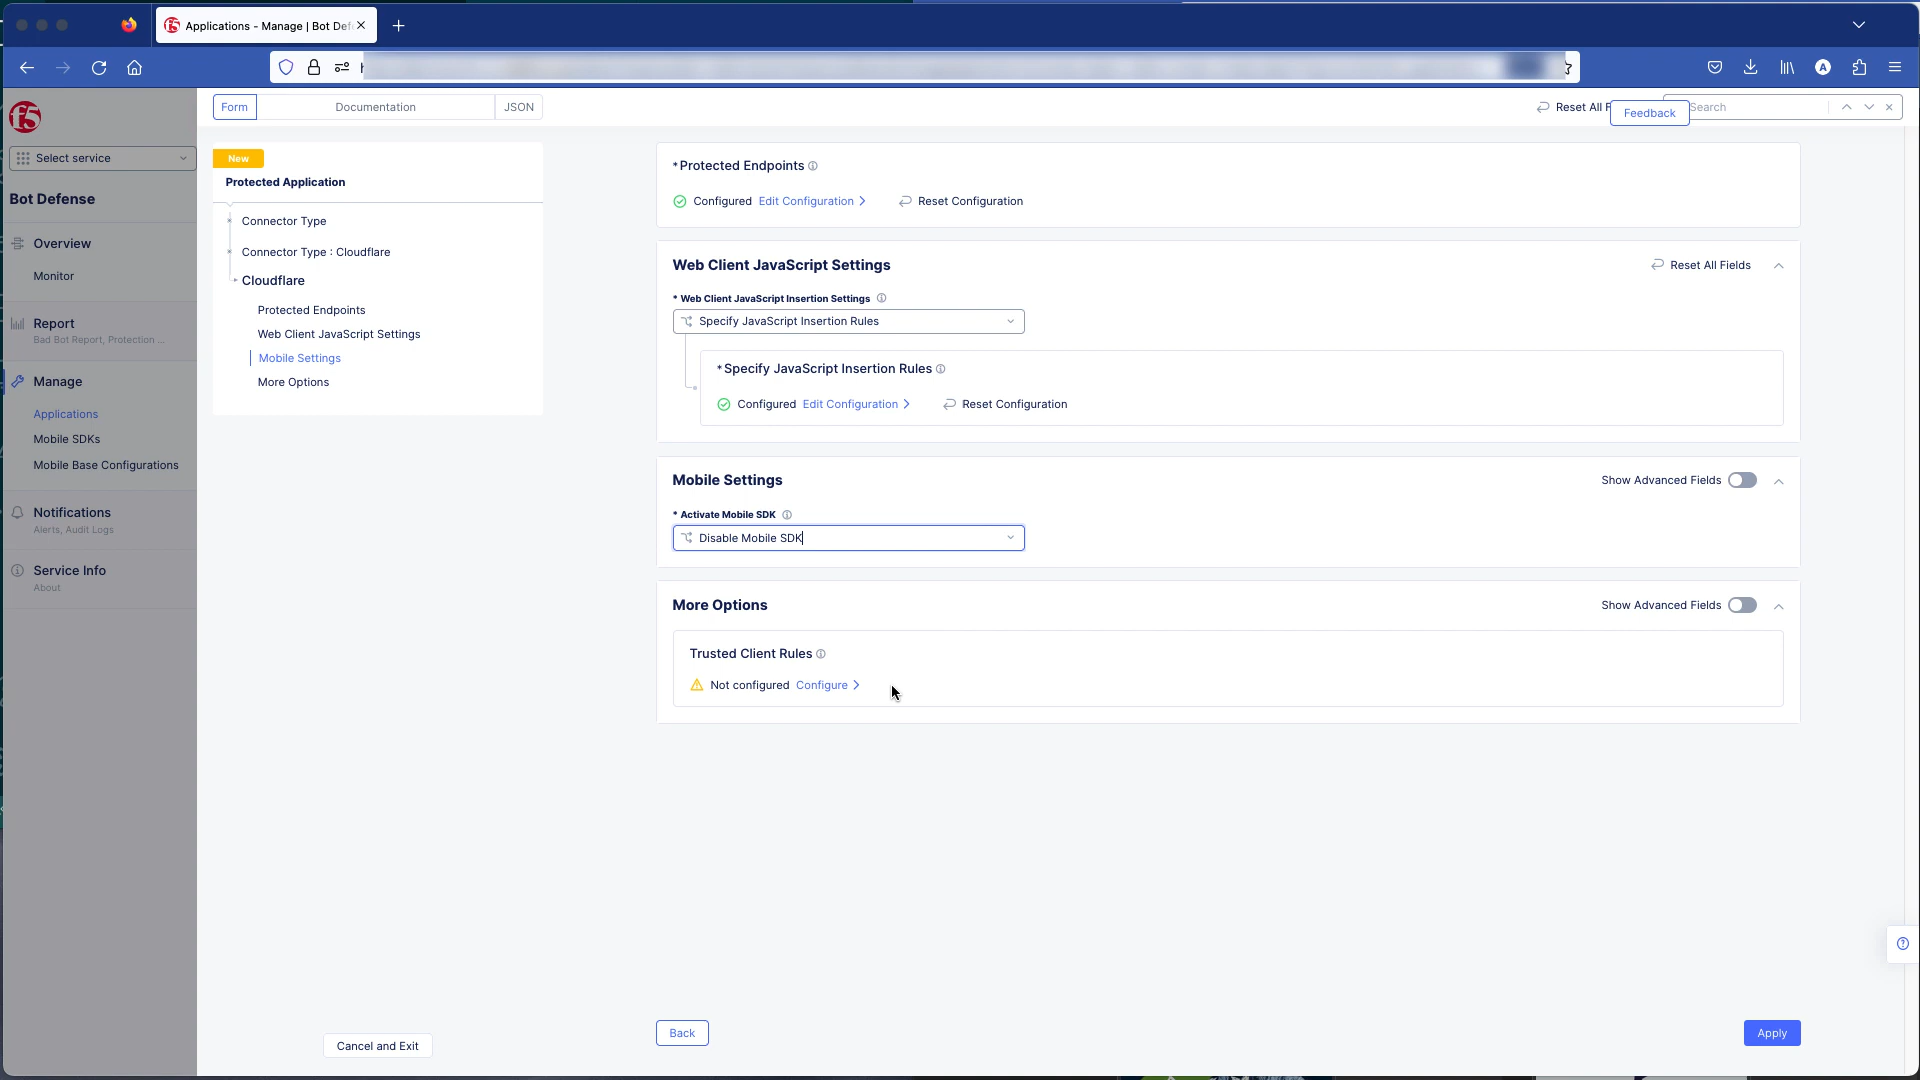 Applications - Manage | Bot Def
Form
Documentation
JSON
Reset All F
Feedback
Search
f5
Select service
Bot Defense
Overview
Monitor
Report
Bad Bot Report, Protection ...
Manage
Applications
Mobile SDKs
Mobile Base Configurations
Notifications
Alerts, Audit Logs
Service Info
About
New
Protected Application
* Connector Type
* Connector Type : Cloudflare
Cloudflare
Protected Endpoints
Web Client JavaScript Settings
Mobile Settings
More Options
Cancel and Exit
* Protected Endpoints
Configured Edit Configuration Reset Configuration
Web Client JavaScript Settings
Reset All Fields
* Web Client JavaScript Insertion Settings
Specify JavaScript Insertion Rules
* Specify JavaScript Insertion Rules
Configured Edit Configuration Reset Configuration
Mobile Settings
Show Advanced Fields
* Activate Mobile SDK
Disable Mobile SDK
More Options
Show Advanced Fields
Trusted Client Rules
Not configured Configure
Back
Apply